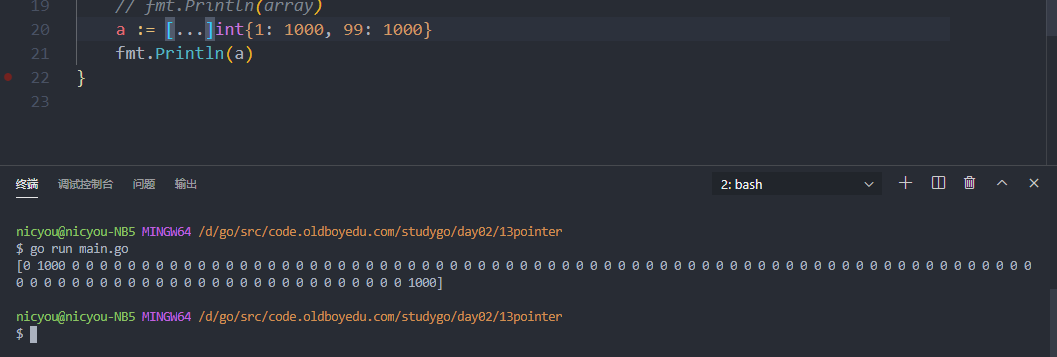 19 // fmt.Println(array)
20 a := [...]int{1: 1000, 99: 1000}
21 fmt.Println(a)
22 }
23
终端 调试控制台 问题 输出 2: bash
nicyou@nicyou-NB5 MINGW64 /d/go/src/code.oldboyedu.com/studygo/day02/13pointer
$ go run main.go
[0 1000 0 0 0 0 0 0 0 0 0 0 0 0 0 0 0 0 0 0 0 0 0 0 0 0 0 0 0 0 0 0 0 0 0 0 0 0 0 0 0 0 0 0 0 0 0 0 0 0 0 0 0 0 0 0 0 0 0 0 0 0 0 0 0 0 0 0 0 0 0
0 0 0 0 0 0 0 0 0 0 0 0 0 0 0 0 0 0 0 0 0 0 0 0 0 0 0 0 1000]
nicyou@nicyou-NB5 MINGW64 /d/go/src/code.oldboyedu.com/studygo/day02/13pointer
$